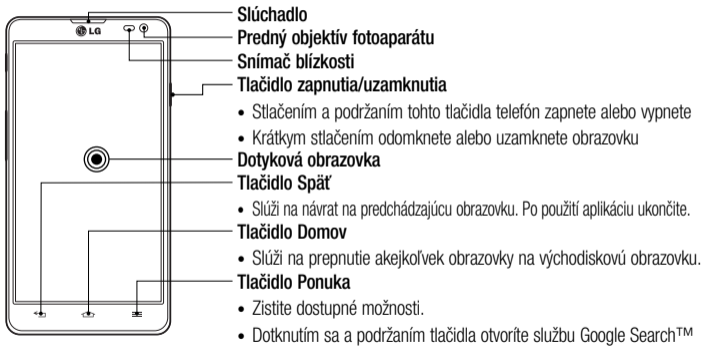 LG
Slúchadlo
Predný objektív fotoaparátu
Snímač blízkosti
Tlačidlo zapnutia/uzamknutia
• Stlačením a podržaním tohto tlačidla telefón zapnete alebo vypnete
• Krátkym stlačením odomknete alebo uzamknete obrazovku
Dotyková obrazovka
Tlačidlo Späť
• Slúži na návrat na predchádzajúcu obrazovku. Po použití aplikáciu ukončite.
Tlačidlo Domov
• Slúži na prepnutie akejkoľvek obrazovky na východiskovú obrazovku.
Tlačidlo Ponuka
• Zistite dostupné možnosti.
• Dotknutím sa a podržaním tlačidla otvoríte službu Google Search™